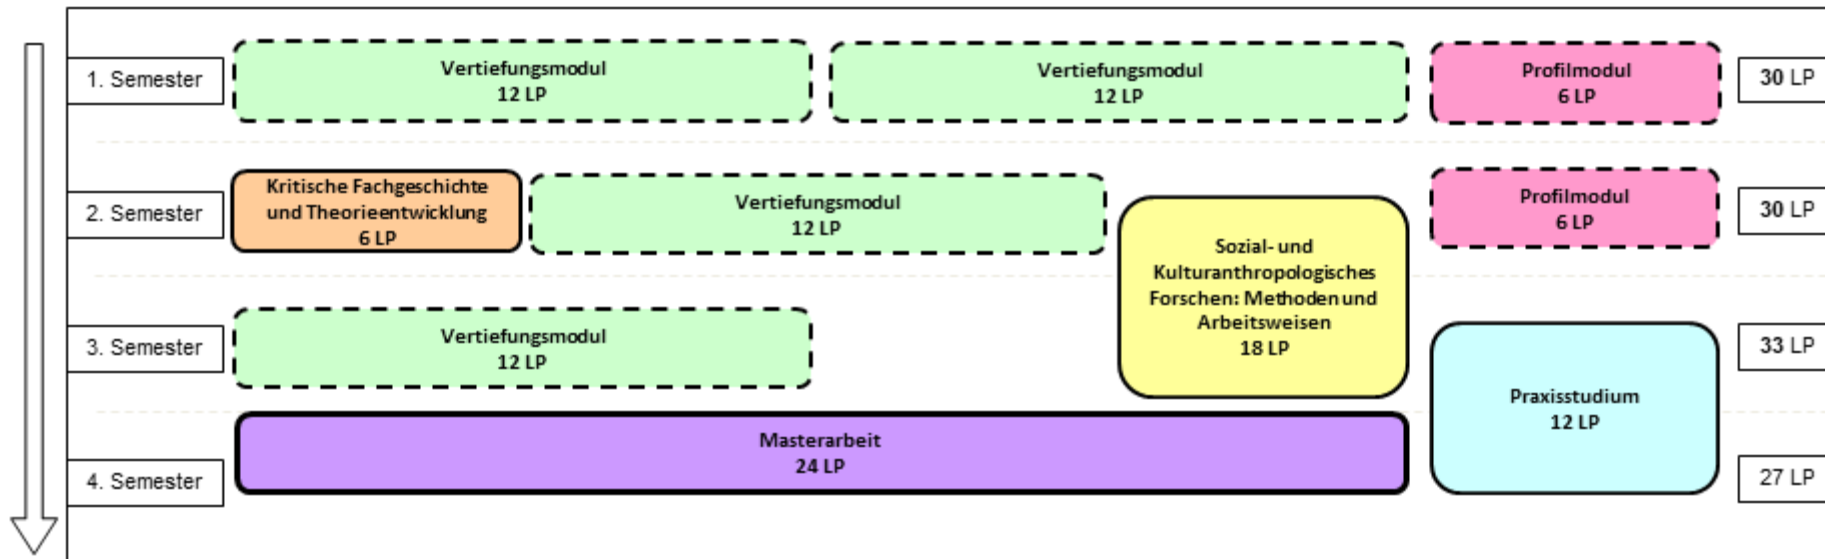 1. Semester
Vertiefungsmodul
12 LP
Vertiefungsmodul
12 LP
Profilmodul
6 LP
30 LP
2. Semester
Kritische Fachgeschichte
und Theorieentwicklung
6 LP
Vertiefungsmodul
12 LP
Sozial- und
Kulturanthropologisches
Forschen: Methoden und
Arbeitsweisen
18 LP
Profilmodul
6 LP
30 LP
3. Semester
Vertiefungsmodul
12 LP
33 LP
Praxisstudium
12 LP
4. Semester
Masterarbeit
24 LP
27 LP